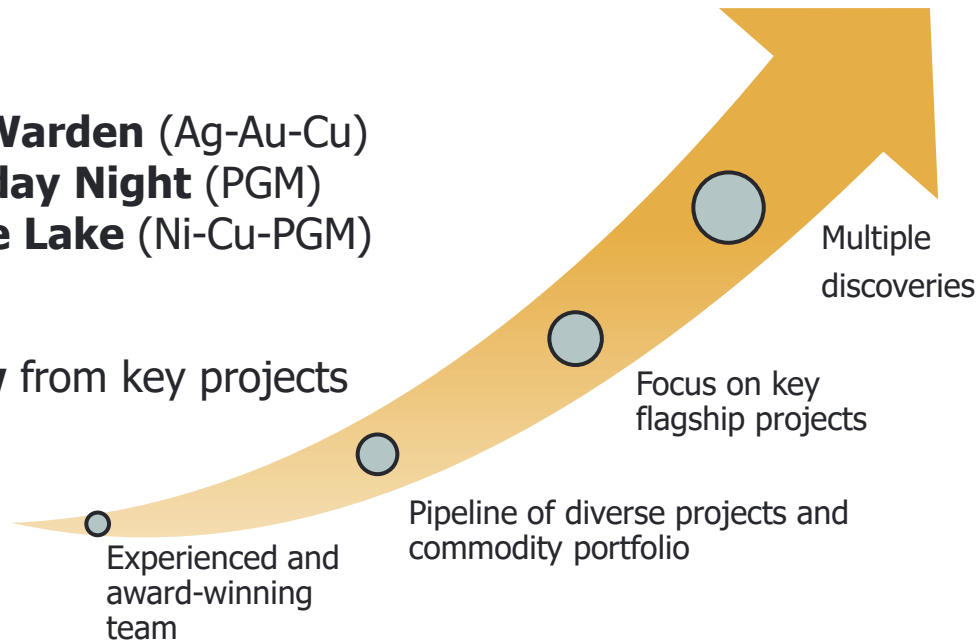 Warden (Ag-Au-Cu)
day Night (PGM)
e Lake (Ni-Cu-PGM)
Multiple
discoveries
from key projects
Focus on key
flagship projects
Pipeline of diverse projects and
commodity portfolio
Experienced and
award-winning
team